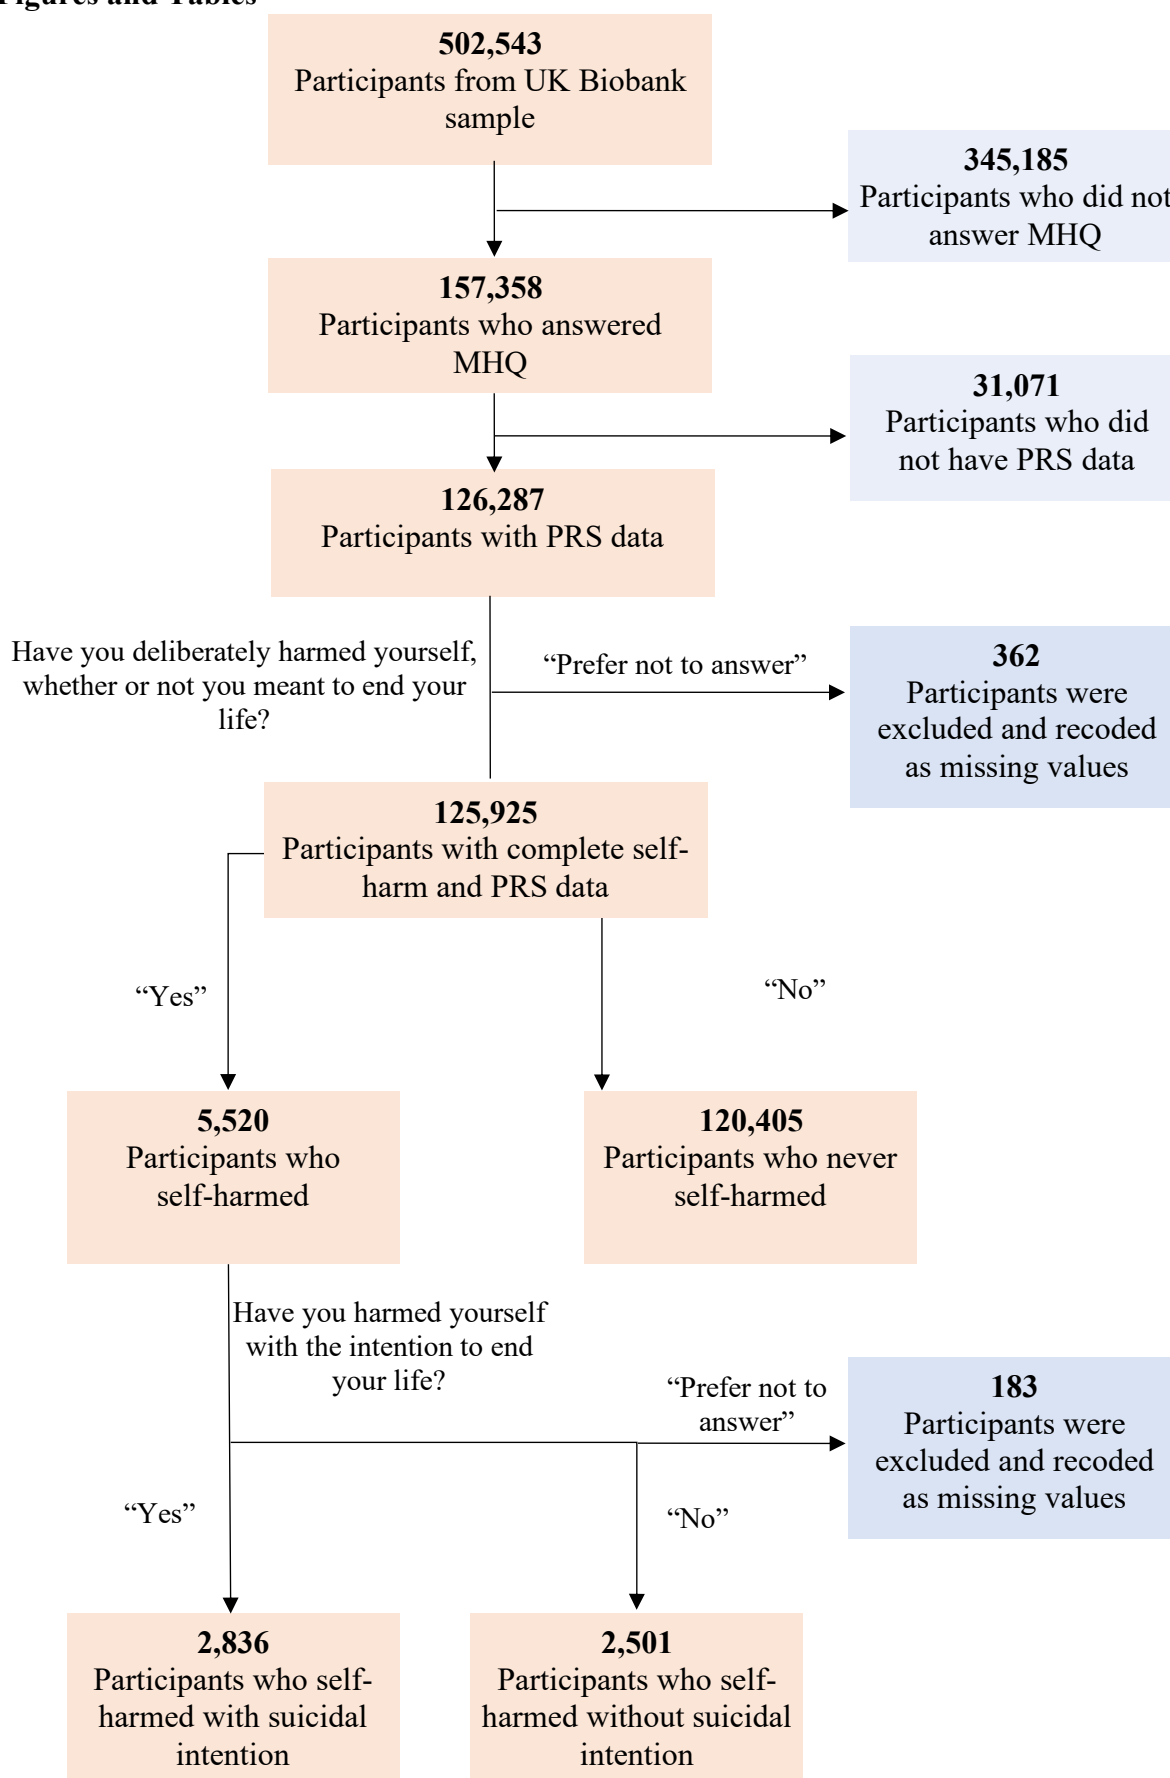 Figures and Tables
502,543
Participants from UK Biobank
sample
345,185
Participants who did not
answer MHQ
157,358
Participants who answered
MHQ
31,071
Participants who did
not have PRS data
126,287
Participants with PRS data
Have you deliberately harmed yourself,
whether or not you meant to end your
life?
“Prefer not to answer”
362
Participants were
excluded and recoded
as missing values
125,925
Participants with complete self-
harm and PRS data
“Yes”
“No”
5,520
Participants who
self-harmed
120,405
Participants who never
self-harmed
Have you harmed yourself
with the intention to end
your life?
“Prefer not to
answer”
183
Participants were
excluded and recoded
as missing values
“Yes”
“No”
2,836
Participants who self-
harmed with suicidal
intention
2,501
Participants who self-
harmed without suicidal
intention